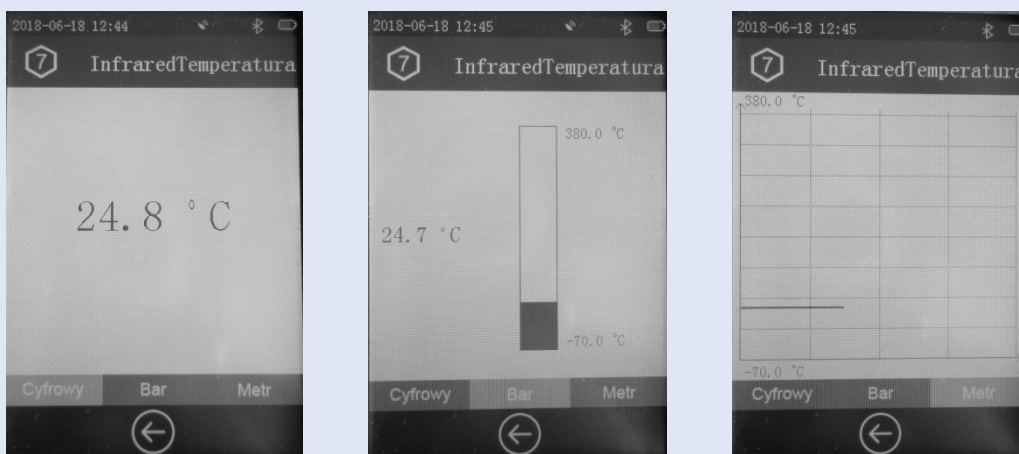 2018-06-18 12:44
7
InfraredTemperatura
24.8 °C
Cyfrowy Bar Metr
2018-06-18 12:45
7
InfraredTemperatura
380.0 °C
24.7 °C
-70.0 °C
Cyfrowy Bar Metr
2018-06-18 12:45
7
InfraredTemperatura
380.0 °C
-70.0 °C
Cyfrowy Bar Metr